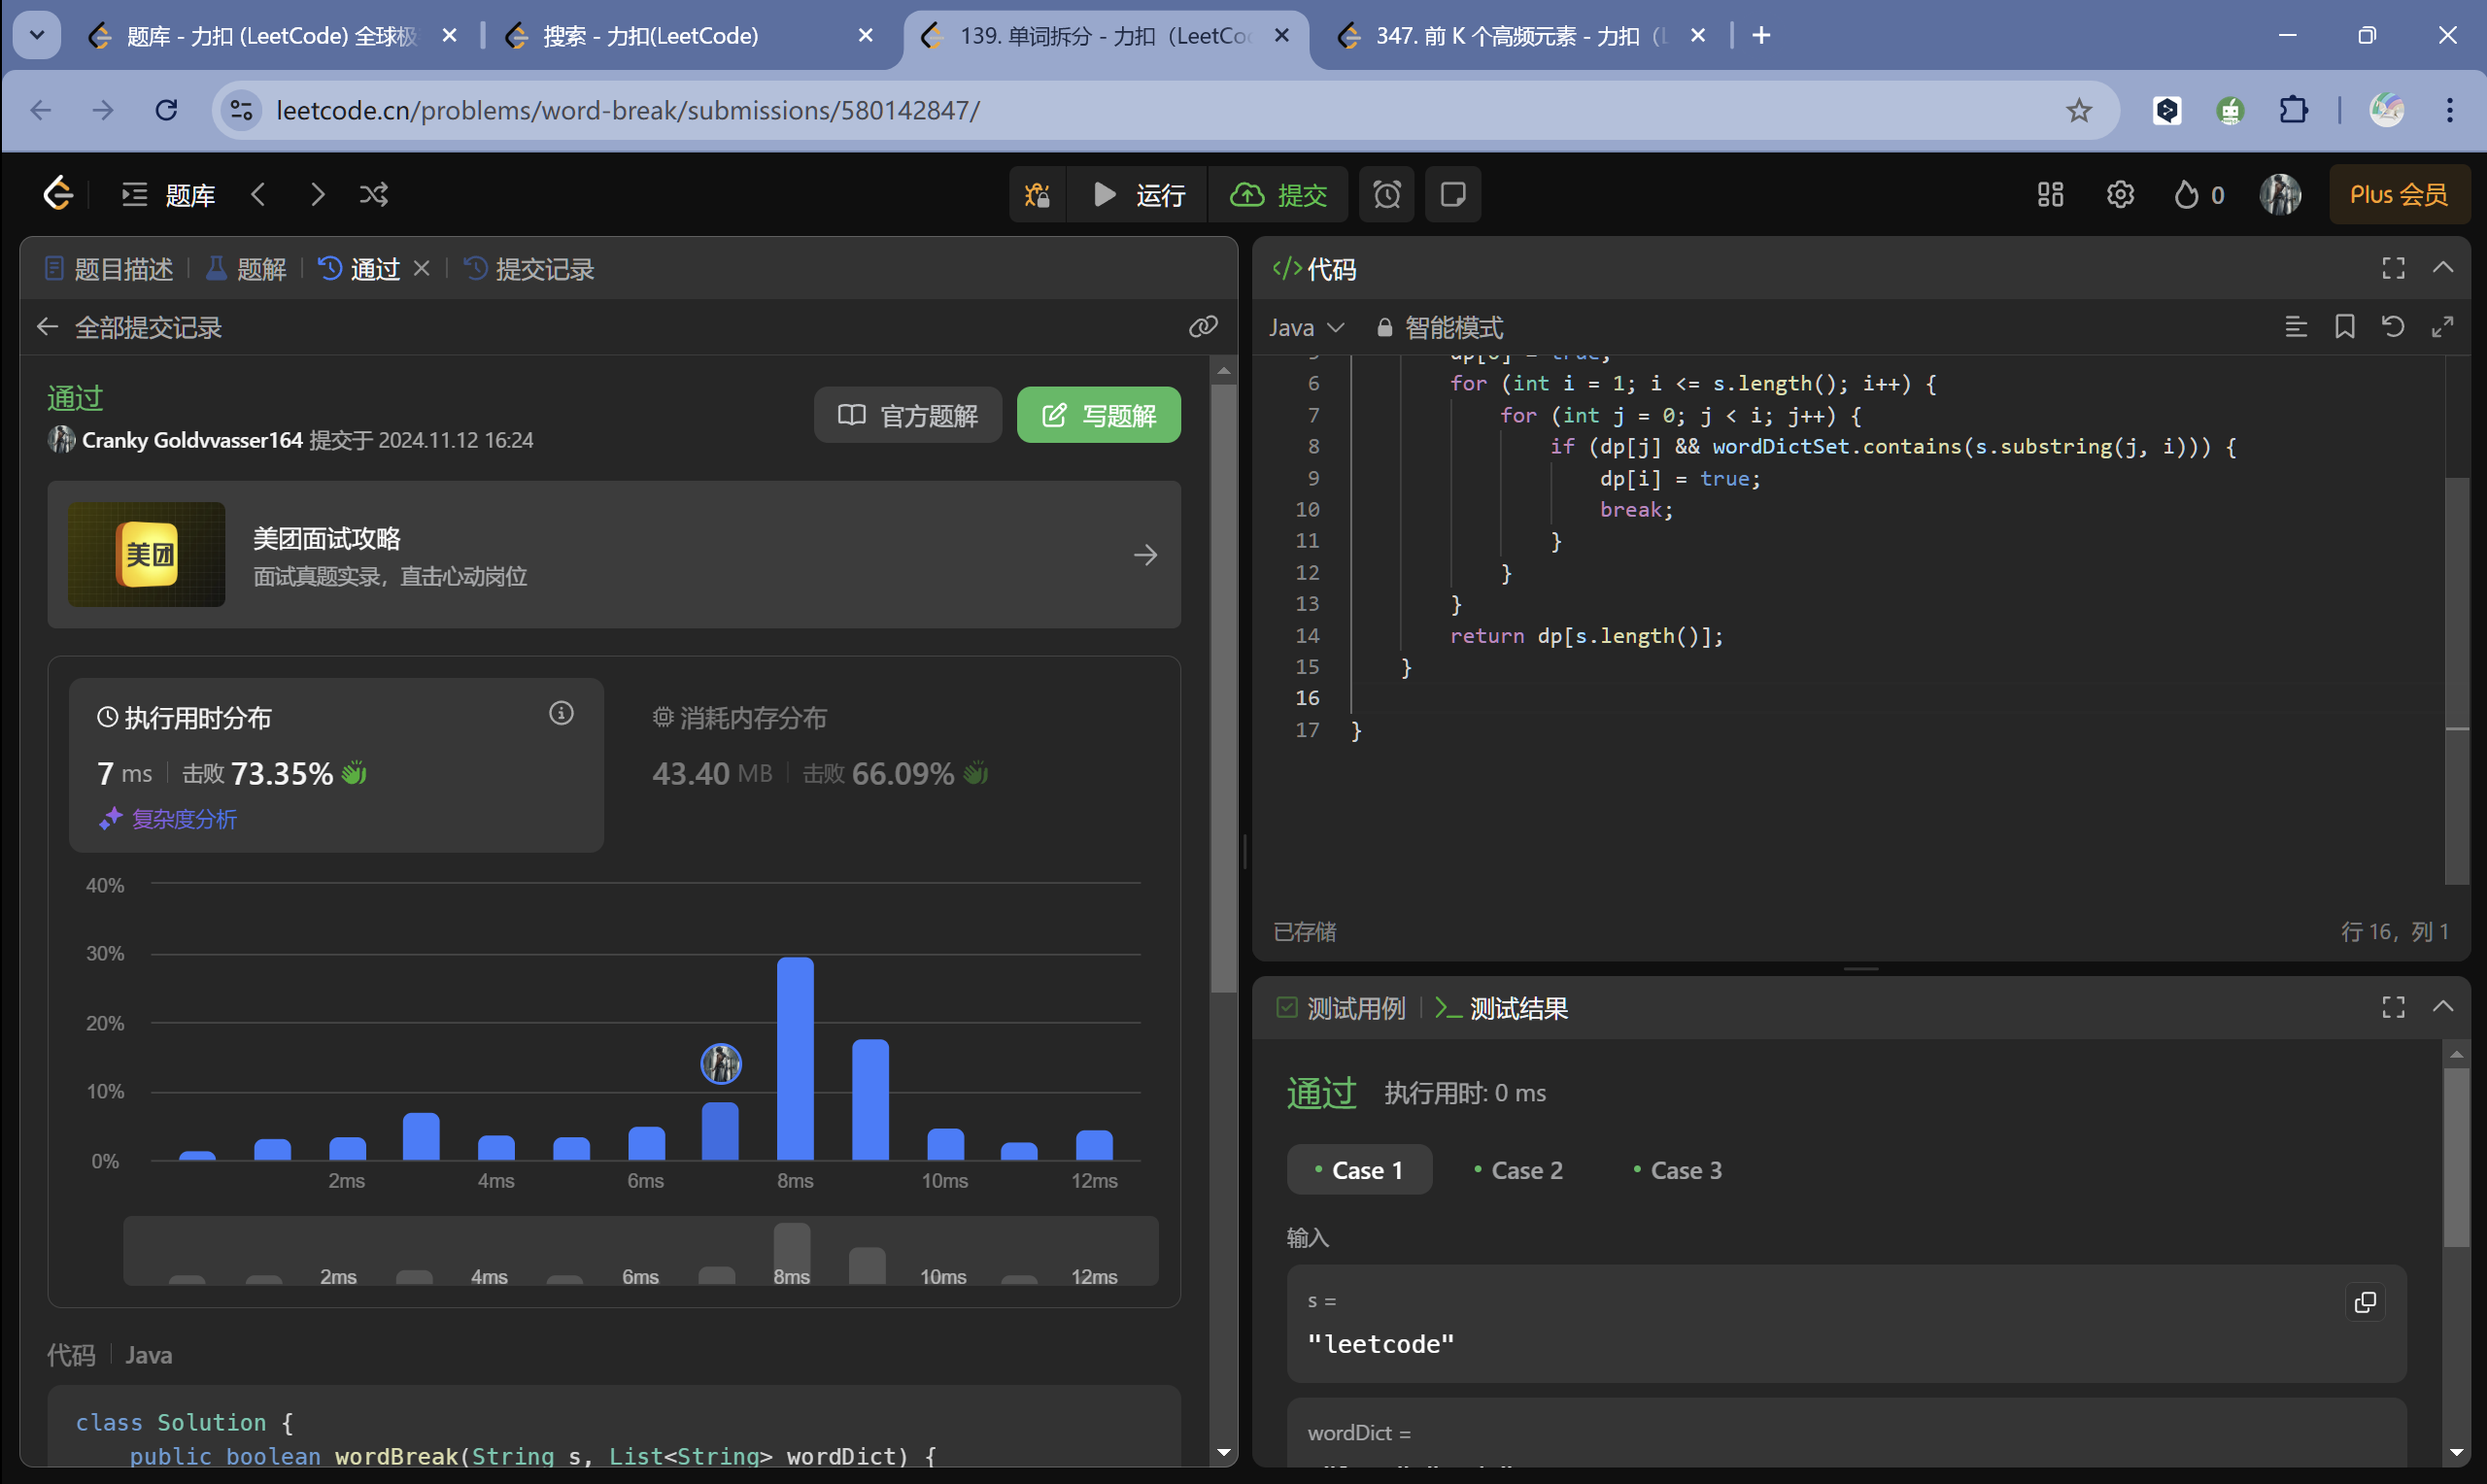 题库 - 力扣 (LeetCode) 全球极
搜索 - 力扣(LeetCode)
139. 单词拆分 - 力扣（LeetCo
347. 前 K 个高频元素 - 力扣（
leetcode.cn/problems/word-break/submissions/580142847/
题库
运行
提交
0
Plus 会员
题目描述
题解
通过
提交记录
全部提交记录
通过
Cranky Goldvvasser164 提交于 2024.11.12 16:24
官方题解
写题解
美团
美团面试攻略
面试真题实录，直击心动岗位
执行用时分布
7 ms
击败 73.35%
复杂度分析
消耗内存分布
43.40 MB
击败 66.09%
40%
30%
20%
10%
0%
2ms 4ms 6ms 8ms 10ms 12ms
2ms 4ms 6ms 8ms 10ms 12ms
代码
Java
class Solution {
public boolean wordBreak(String s, List<String> wordDict) {
代码
Java
智能模式
5 dp[0] = true;
6 for (int i = 1; i <= s.length(); i++) {
7 for (int j = 0; j < i; j++) {
8 if (dp[j] && wordDictSet.contains(s.substring(j, i))) {
9 dp[i] = true;
10 break;
11 }
12 }
13 }
14 return dp[s.length()];
15 }
16
17 }
已存储
行 16，列 1
测试用例
测试结果
通过
执行用时: 0 ms
Case 1
Case 2
Case 3
输入
s =
"leetcode"
wordDict =